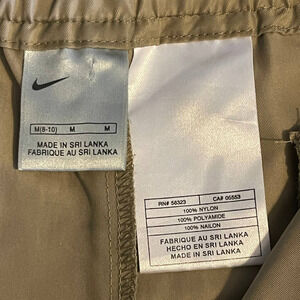 M(8-10) M M
MADE IN SRI LANKA
FABRIQUE AU SRI LANKA
RN# 56323 CA# 05553
100% NYLON
100% POLYAMIDE
100% NAILON
FABRIQUE AU SRI LANKA
HECHO EN SRI LANKA
MADE IN SRI LANKA